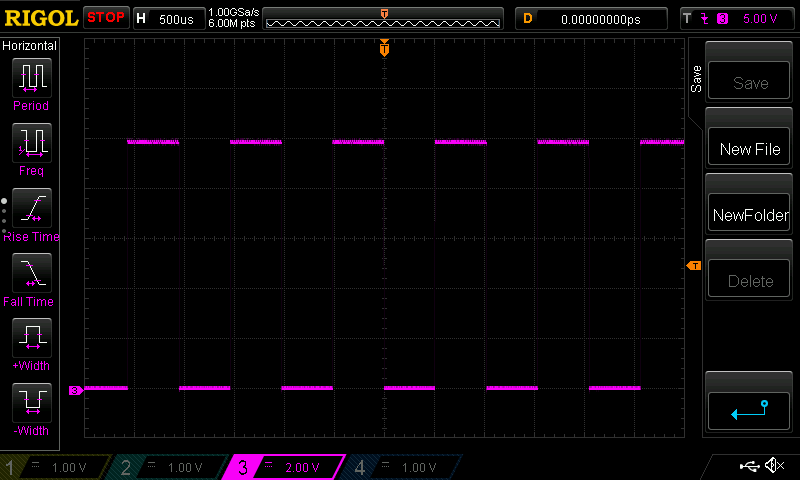 RIGOL STOP H 500us 1.00GSa/s 6.00M pts T D 0.00000000ps T 3 5.00 V
Horizontal
Period
Freq
Rise Time
Fall Time
+Width
-Width
T
T
3
Save
Save
New File
NewFolder
Delete
1 1.00 V 2 1.00 V 3 2.00 V 4 1.00 V